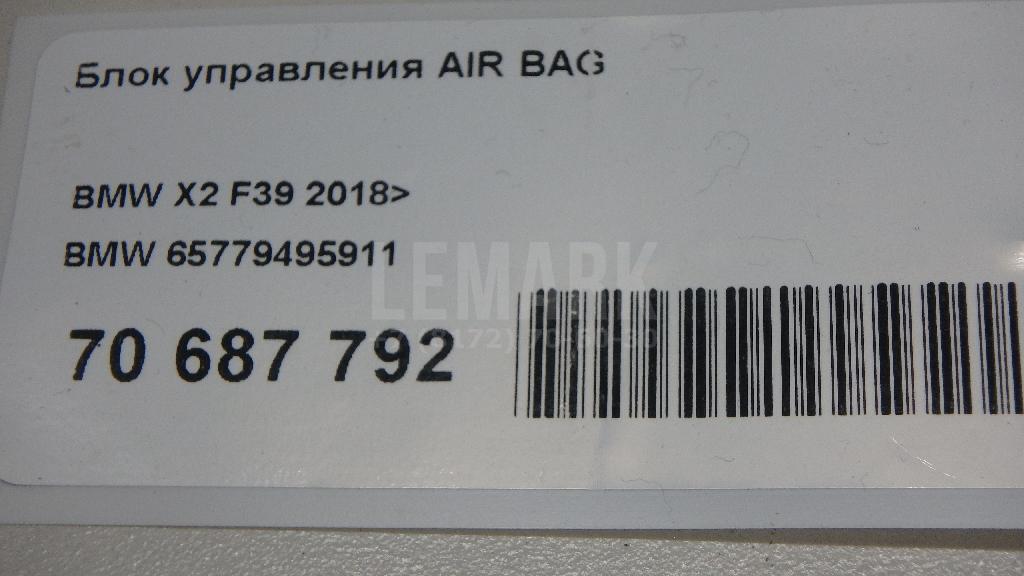 Блок управления AIR BAG
BMW X2 F39 2018>
BMW 65779495911
LEMARK
70 687 792